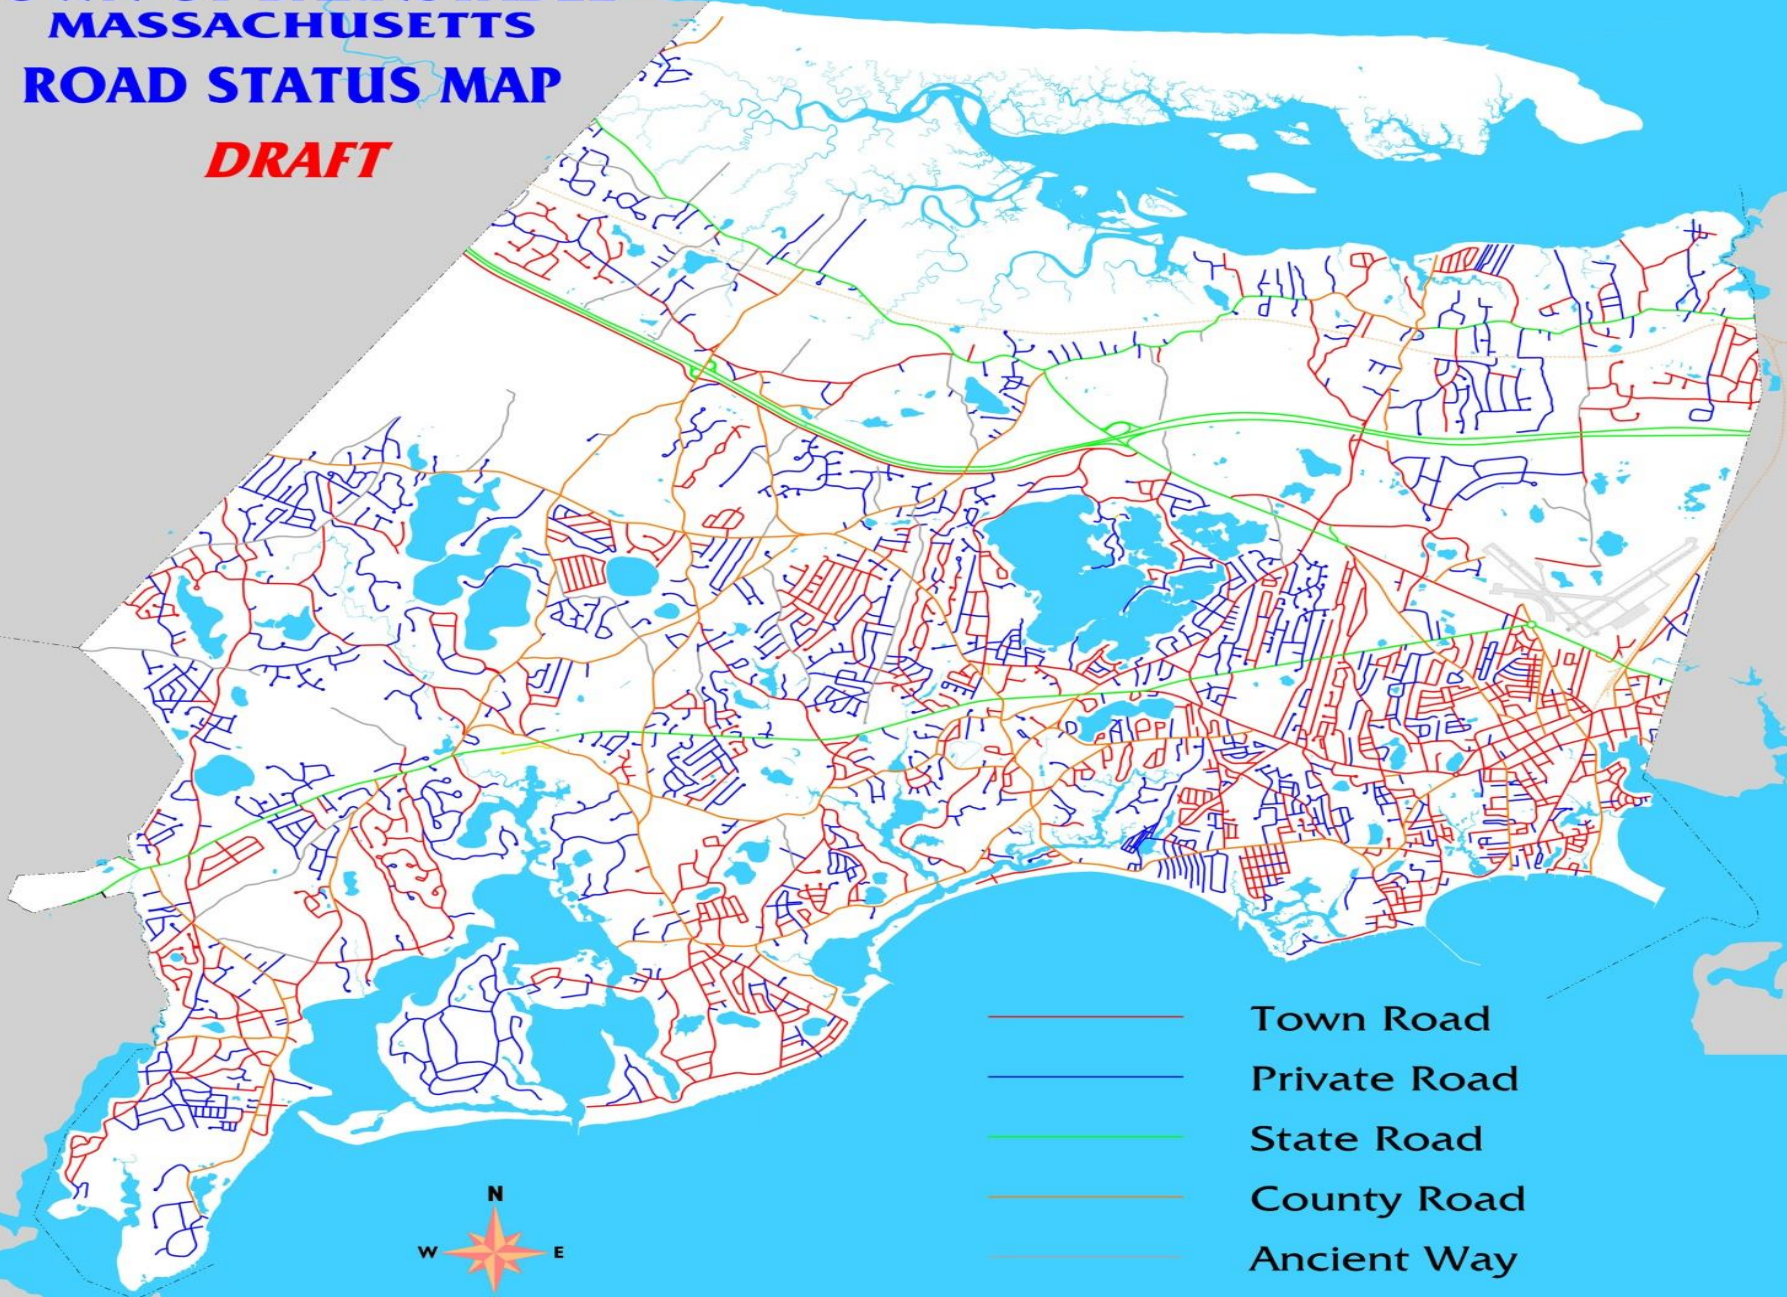 MASSACHUSETTS
ROAD STATUS MAP
DRAFT
Town Road
Private Road
State Road
County Road
Ancient Way
N
W
E